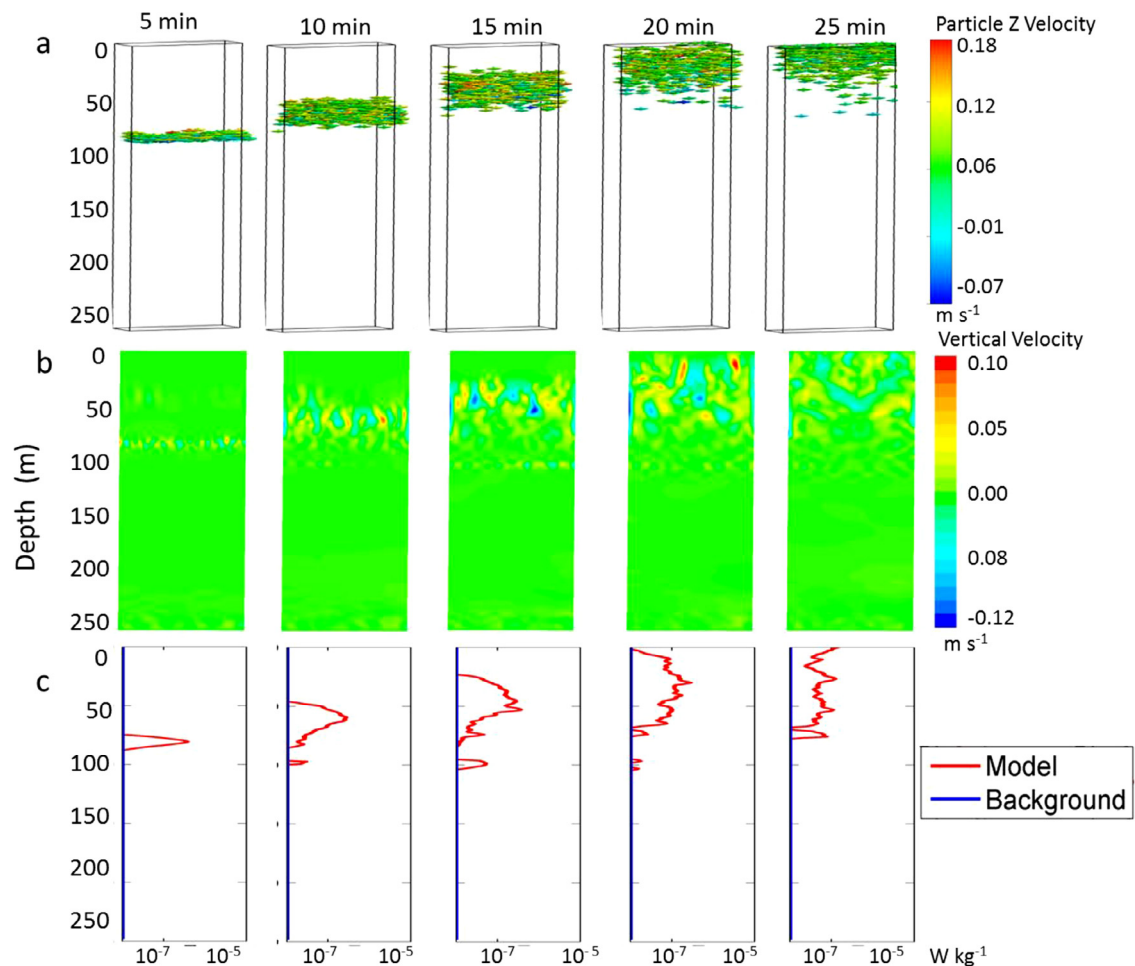 5 min 10 min 15 min 20 min 25 min Particle Z Velocity
a
0
50
100
150
200
250
0.18
0.12
0.06
-0.01
-0.07
m s⁻¹
Vertical Velocity
b
Depth (m)
0
50
100
150
200
250
0.10
0.05
0.00
0.08
-0.12
m s⁻¹
c
0
50
100
150
200
250
Model
Background
10⁻⁷ 10⁻⁵ 10⁻⁷ 10⁻⁵ 10⁻⁷ 10⁻⁵ 10⁻⁷ 10⁻⁵ 10⁻⁷ 10⁻⁵ W kg⁻¹